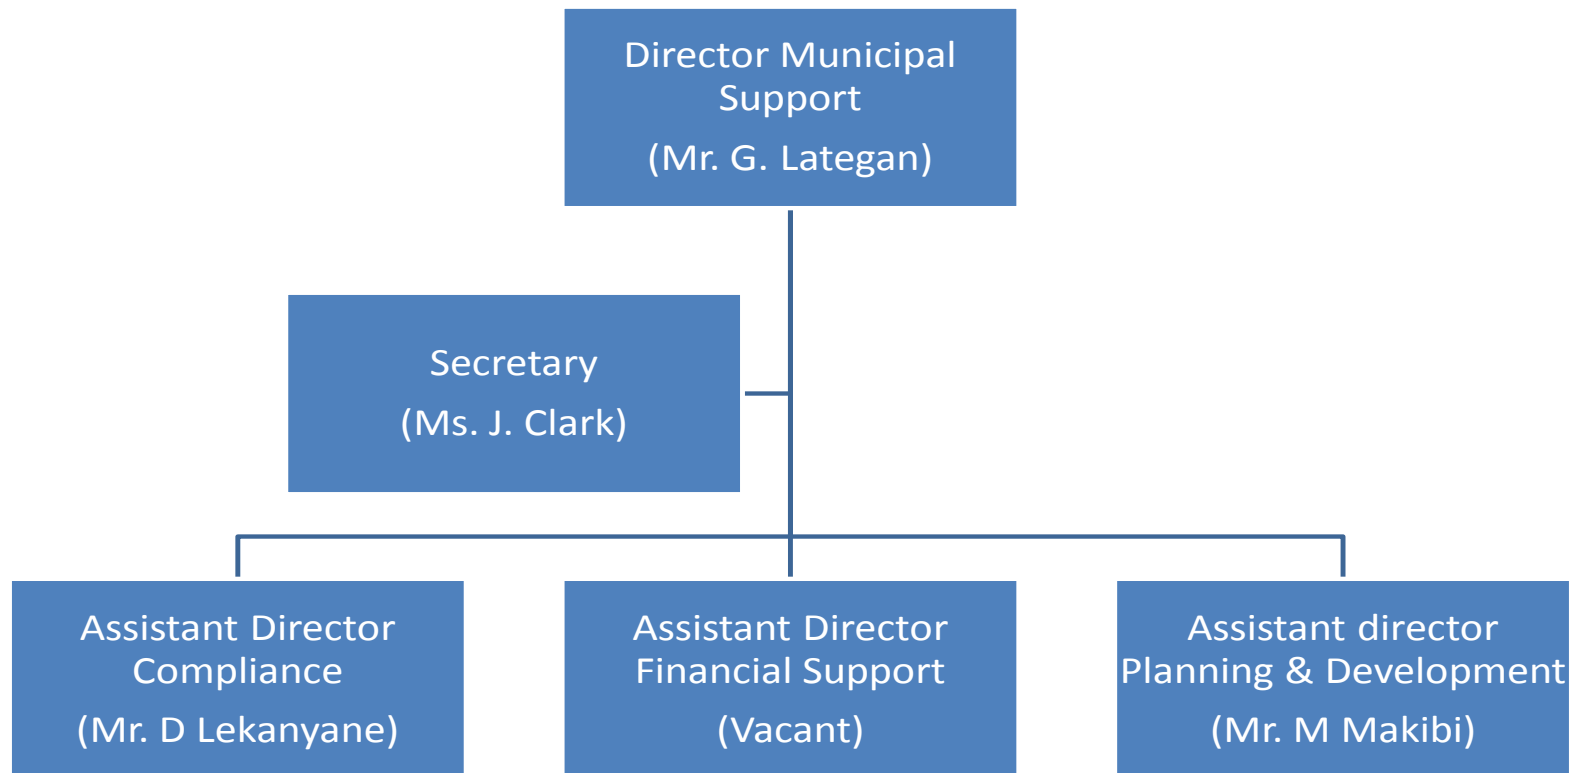 Director Municipal
Support
(Mr. G. Lategan)
Secretary
(Ms. J. Clark)
Assistant Director
Compliance
(Mr. D Lekanyane)
Assistant Director
Financial Support
(Vacant)
Assistant director
Planning & Development
(Mr. M Makibi)